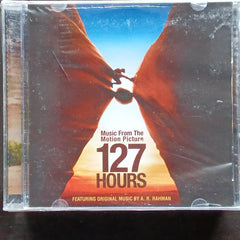 Music From The
Motion Picture
127
HOURS
FEATURING ORIGINAL MUSIC BY A. R. RAHMAN